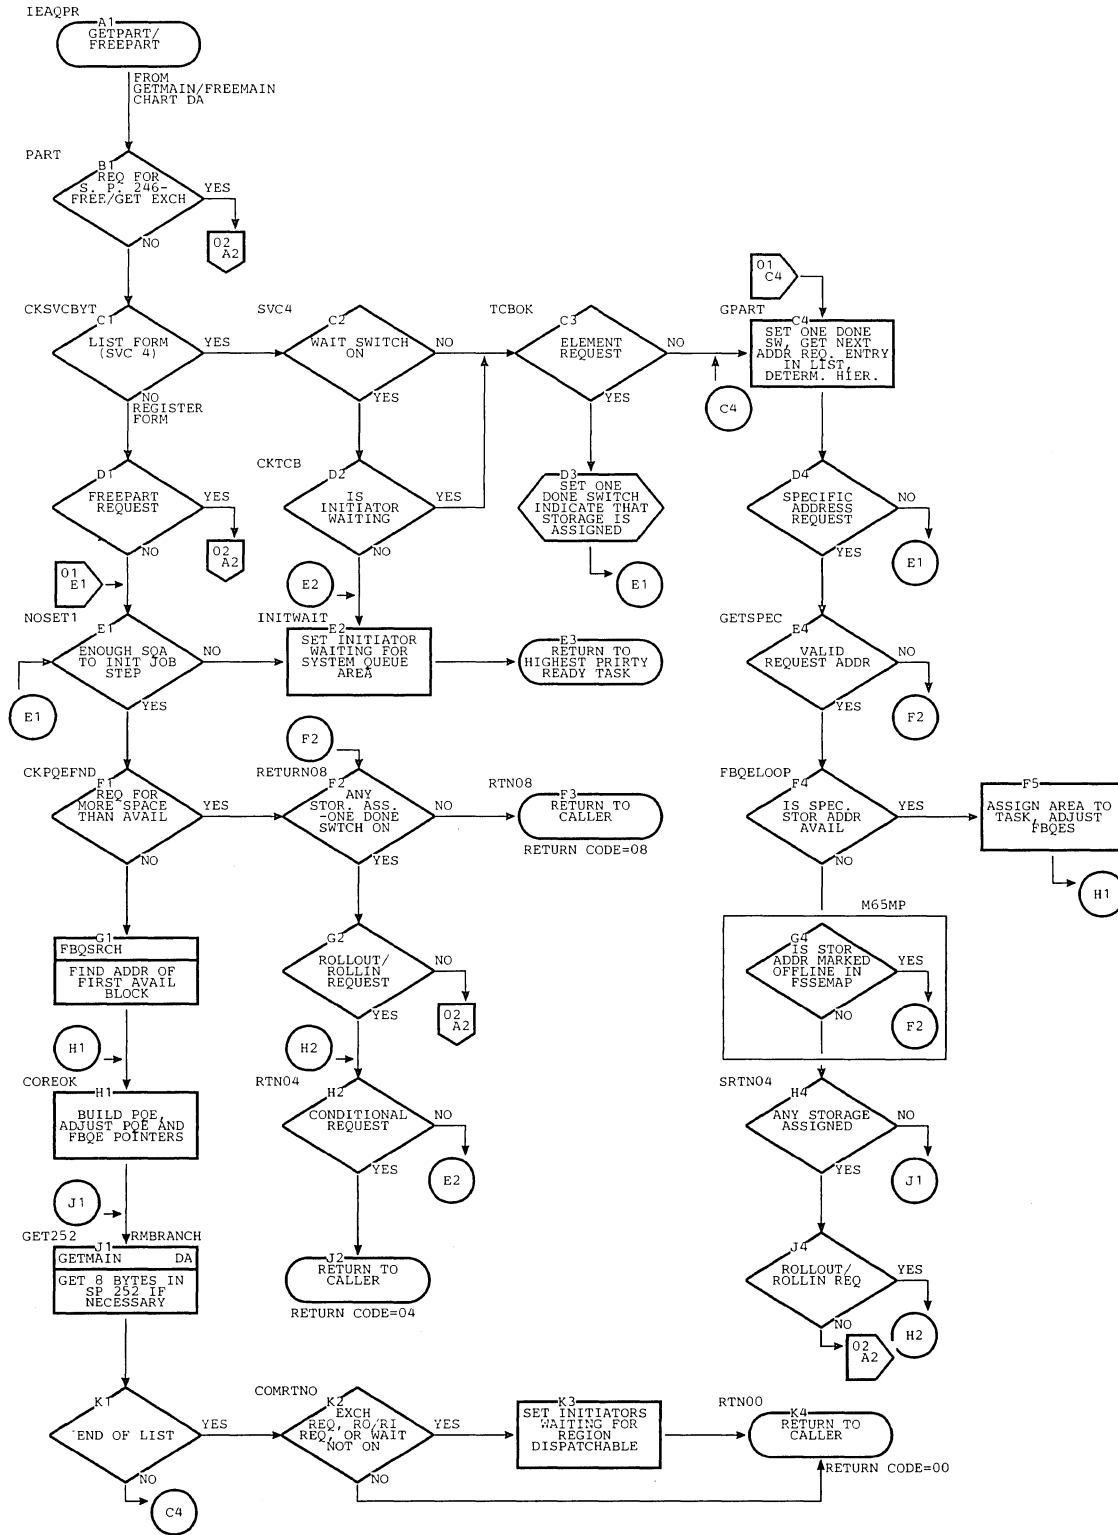 IEAQPR
A1
GETPART/
FREEPART
FROM
GETMAIN/FREEMAIN
CHART DA
PART
B1
REQ FOR
S. P. 246-
FREE/GET EXCH
YES
NO
02
A2
01
C4
CKSVCBYT
C1
LIST FORM
(SVC 4)
YES
NO
REGISTER
FORM
SVC4
C2
WAIT SWITCH
ON
NO
YES
TCBOK
C3
ELEMENT
REQUEST
NO
YES
C4
GPART
C4
SET ONE DONE
SW, GET NEXT
ADDR REQ. ENTRY
IN LIST,
DETERM. HIER.
D1
FREEPART
REQUEST
YES
NO
02
A2
CKTCB
D2
IS
INITIATOR
WAITING
YES
NO
D3
SET ONE
DONE SWITCH
INDICATE THAT
STORAGE IS
ASSIGNED
E1
D4
SPECIFIC
ADDRESS
REQUEST
NO
YES
E1
01
E1
E2
NOSET1
E1
ENOUGH SQA
TO INIT JOB
STEP
NO
YES
E1
INITWAIT
E2
SET INITIATOR
WAITING FOR
SYSTEM QUEUE
AREA
E3
RETURN TO
HIGHEST PRIRTY
READY TASK
GETSPEC
E4
VALID
REQUEST ADDR
NO
YES
F2
F2
CKPQEFND
F1
REQ FOR
MORE SPACE
THAN AVAIL
YES
NO
RETURN08
F2
ANY
STOR. ASS.
-ONE DONE
SWTCH ON
NO
YES
RTN08
F3
RETURN TO
CALLER
RETURN CODE=08
FBQELOOP
F4
IS SPEC.
STOR ADDR
AVAIL
YES
NO
F5
ASSIGN AREA TO
TASK, ADJUST
FBQES
H1
G1
FBQSRCH
FIND ADDR OF
FIRST AVAIL
BLOCK
G2
ROLLOUT/
ROLLIN
REQUEST
NO
YES
02
A2
M65MP
G4
IS STOR
ADDR MARKED
OFFLINE IN
FSSEMAP
YES
NO
F2
H1
H2
COREOK
H1
BUILD PQE,
ADJUST PQE AND
FBQE POINTERS
RTN04
H2
CONDITIONAL
REQUEST
NO
YES
E2
SRTN04
H4
ANY STORAGE
ASSIGNED
NO
YES
J1
J1
GET252
RMBRANCH
J1
GETMAIN DA
GET 8 BYTES IN
SP 252 IF
NECESSARY
J2
RETURN TO
CALLER
RETURN CODE=04
J4
ROLLOUT/
ROLLIN REQ
YES
NO
H2
02
A2
K1
END OF LIST
YES
NO
C4
COMRTNO
K2
EXCH
REQ, RO/RI
REQ, OR WAIT
NOT ON
YES
NO
K3
SET INITIATORS
WAITING FOR
REGION
DISPATCHABLE
RTN00
K4
RETURN TO
CALLER
RETURN CODE=00